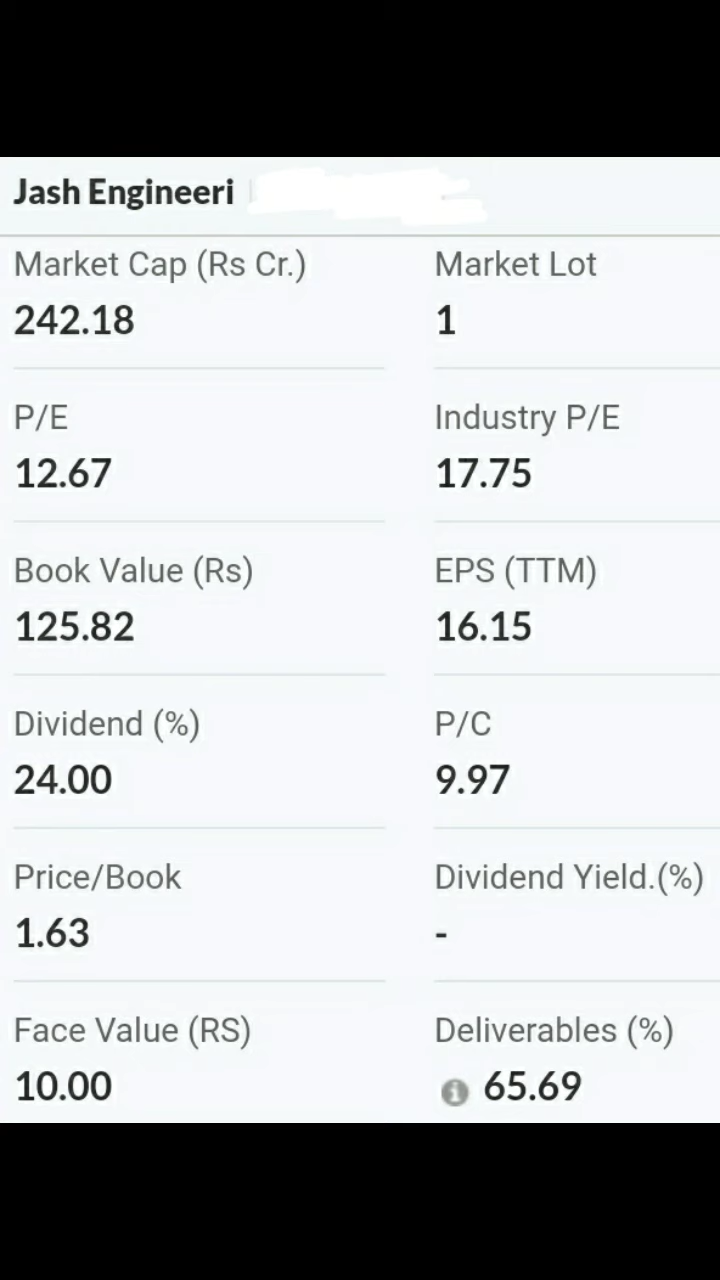 Jash Engineeri
Market Cap (Rs Cr.) Market Lot
242.18 1
P/E Industry P/E
12.67 17.75
Book Value (Rs) EPS (TTM)
125.82 16.15
Dividend (%) P/C
24.00 9.97
Price/Book Dividend Yield.(%)
1.63 -
Face Value (RS) Deliverables (%)
10.00 65.69